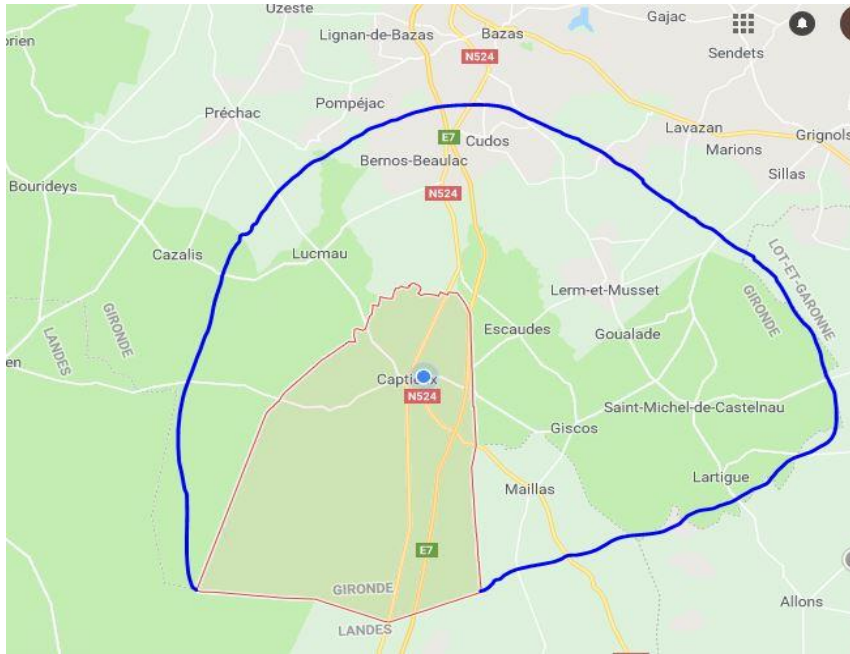 Uzeste
Gajac
Lignan-de-Bazas
Bazas
Sendets
N524
Préchac
Pompéjac
Lavazan
Grignols
E7
Cudos
Marions
Bernos-Beaulac
Sillas
Bourideys
N524
Cazalis
Lucmau
LOT-ET-GARONNE
GIRONDE
Lerm-et-Musset
GIRONDE
LANDES
Escaudes
Goualade
en
Captieux
N524
Saint-Michel-de-Castelnau
Giscos
Lartigue
Maillas
E7
GIRONDE
LANDES
Allons